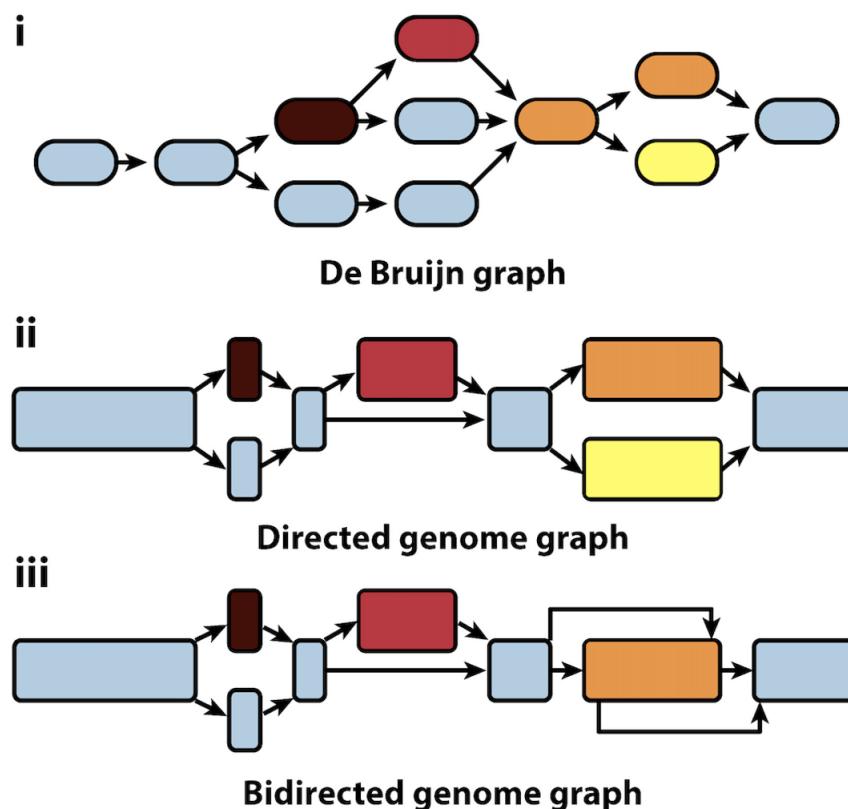 i
De Bruijn graph
ii
Directed genome graph
iii
Bidirected genome graph